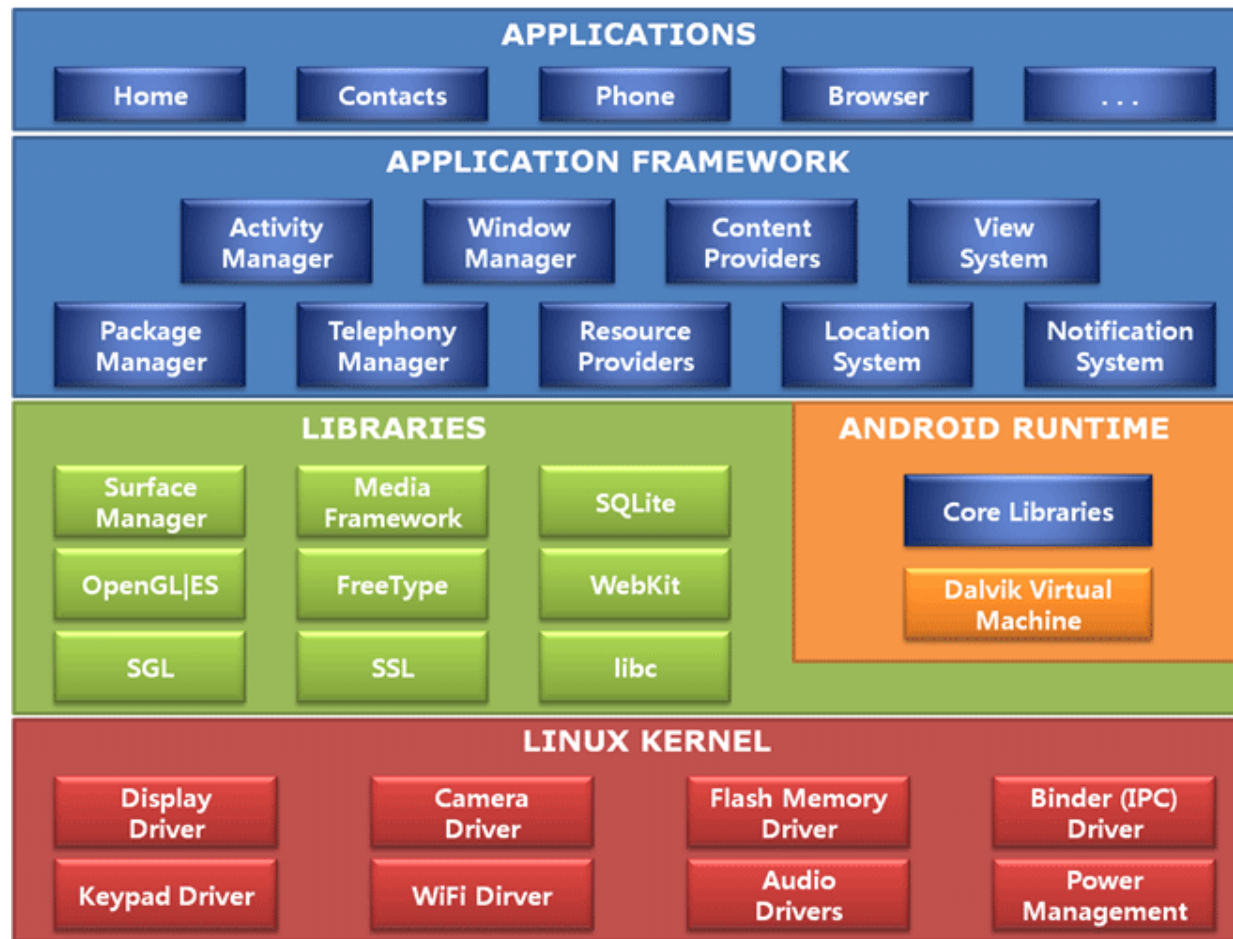 APPLICATIONS
Home
Contacts
Phone
Browser
. . .
APPLICATION FRAMEWORK
Activity
Manager
Window
Manager
Content
Providers
View
System
Package
Manager
Telephony
Manager
Resource
Providers
Location
System
Notification
System
LIBRARIES
Surface
Manager
Media
Framework
SQLite
OpenGL|ES
FreeType
WebKit
SGL
SSL
libc
ANDROID RUNTIME
Core Libraries
Dalvik Virtual
Machine
LINUX KERNEL
Display
Driver
Camera
Driver
Flash Memory
Driver
Binder (IPC)
Driver
Keypad Driver
WiFi Dirver
Audio
Drivers
Power
Management